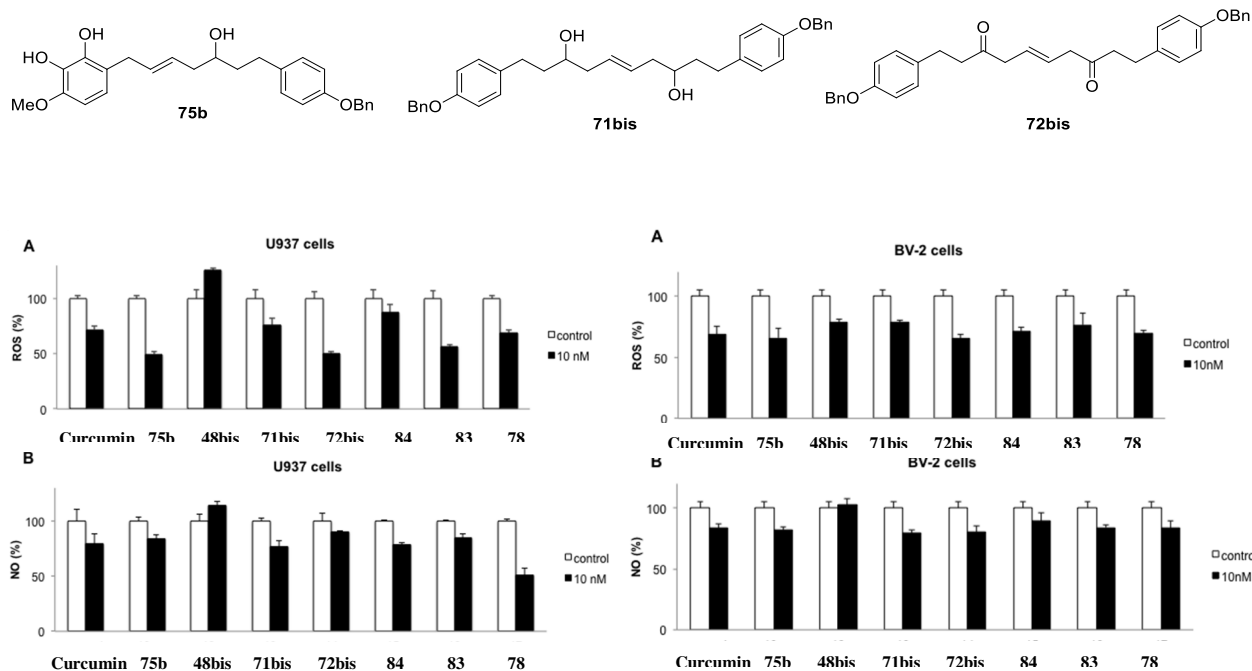 OH
OH
HO
MeO
OBn
75b
OH
OBn
BnO
OH
71bis
O
OBn
BnO
O
72bis
A
U937 cells
ROS (%)
100
50
0
control
10 nM
Curcumin 75b 48bis 71bis 72bis 84 83 78
A
BV-2 cells
ROS (%)
100
50
0
control
10nM
Curcumin 75b 48bis 71bis 72bis 84 83 78
B
U937 cells
NO (%)
100
50
0
control
10 nM
Curcumin 75b 48bis 71bis 72bis 84 83 78
B
BV-2 cells
NO (%)
100
50
0
contro
10nM
Curcumin 75b 48bis 71bis 72bis 84 83 78